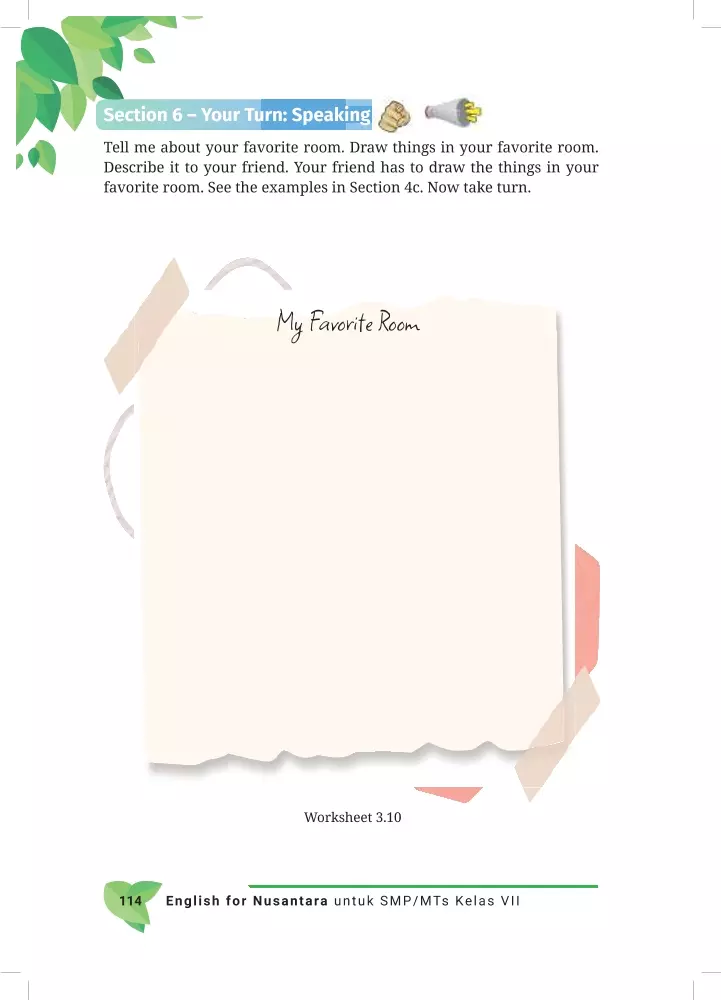 Section 6 – Your Turn: Speaking
Tell me about your favorite room. Draw things in your favorite room.
Describe it to your friend. Your friend has to draw the things in your
favorite room. See the examples in Section 4c. Now take turn.
My Favorite Room
Worksheet 3.10
114 English for Nusantara untuk SMP/MTs Kelas VII